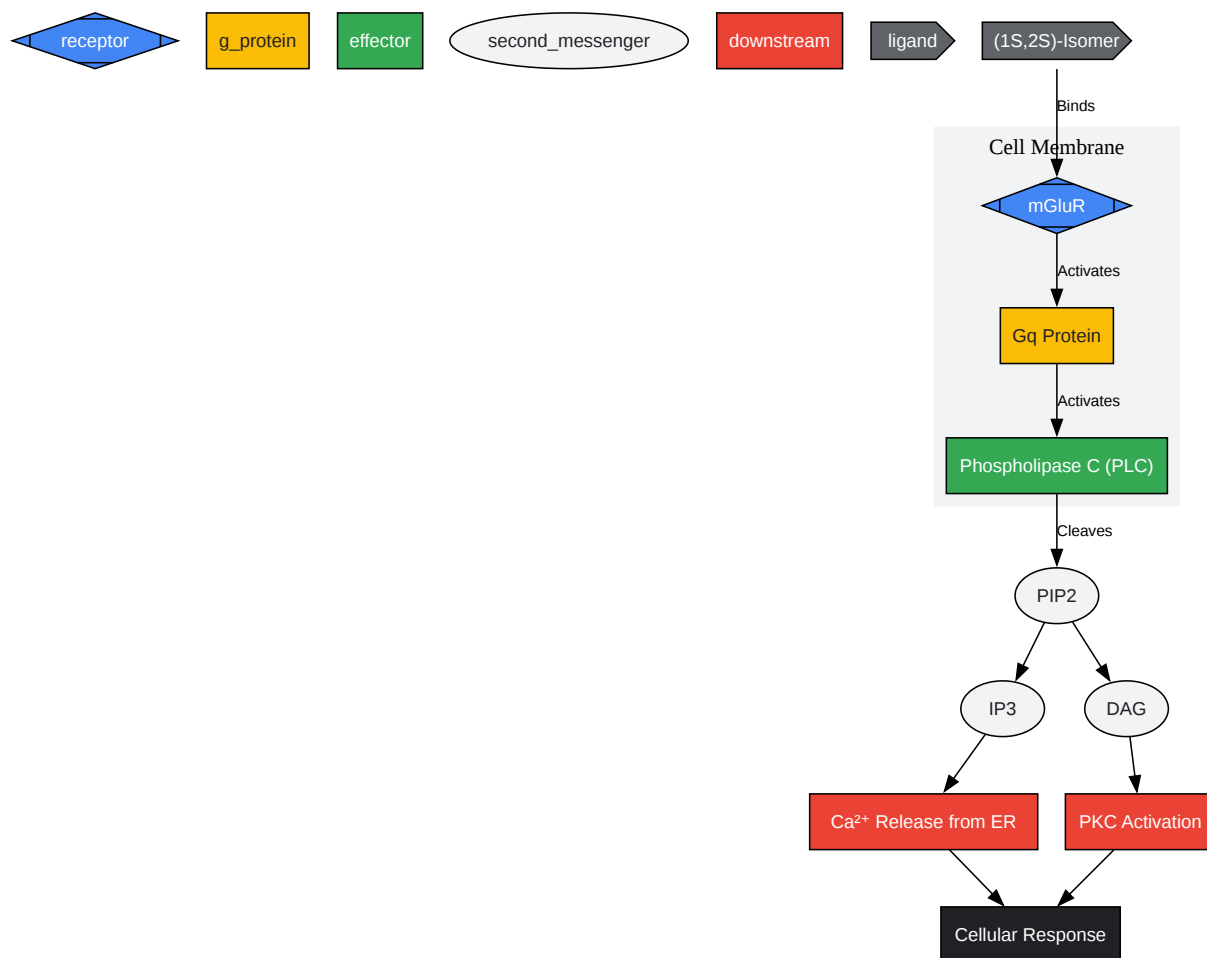 receptor
g_protein
effector
second_messenger
downstream
ligand
(1S,2S)-Isomer
Binds
Cell Membrane
mGluR
Activates
Gq Protein
Activates
Phospholipase C (PLC)
Cleaves
PIP2
IP3
DAG
Ca²⁺ Release from ER
PKC Activation
Cellular Response